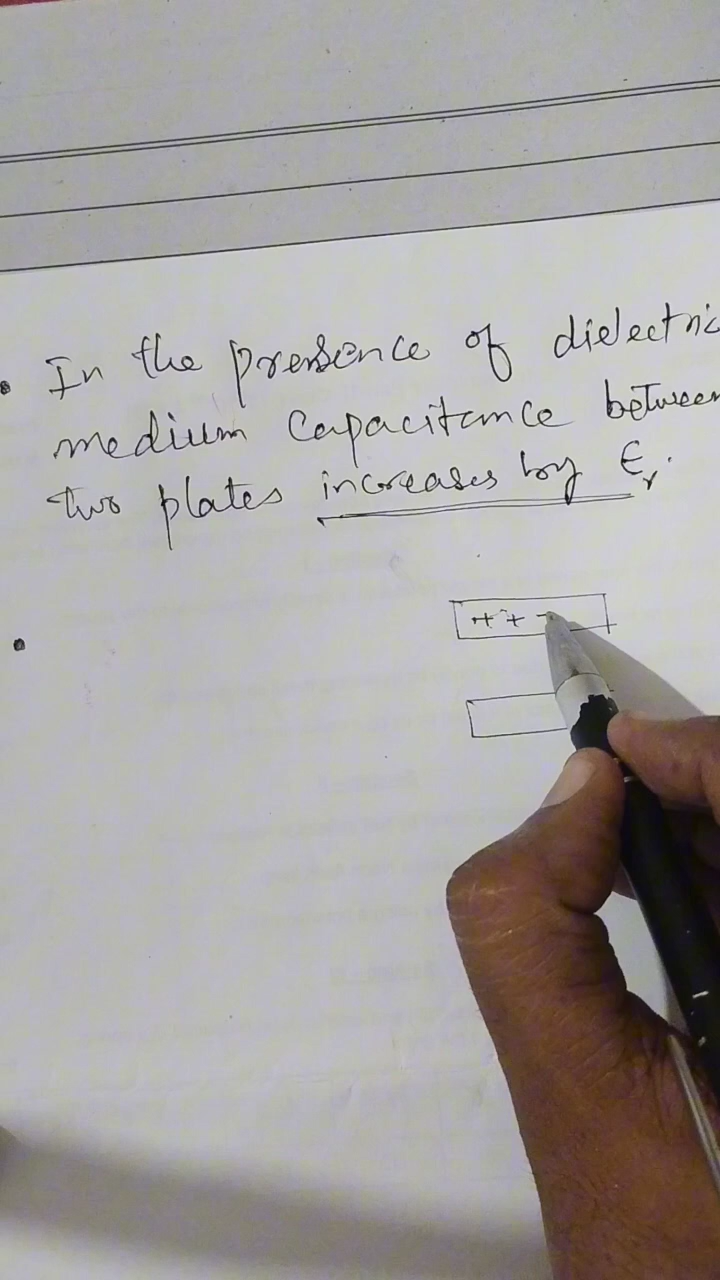 • In the presence of dielectric
medium Capacitance between
two plates increases by ϵr.
•
+ + -